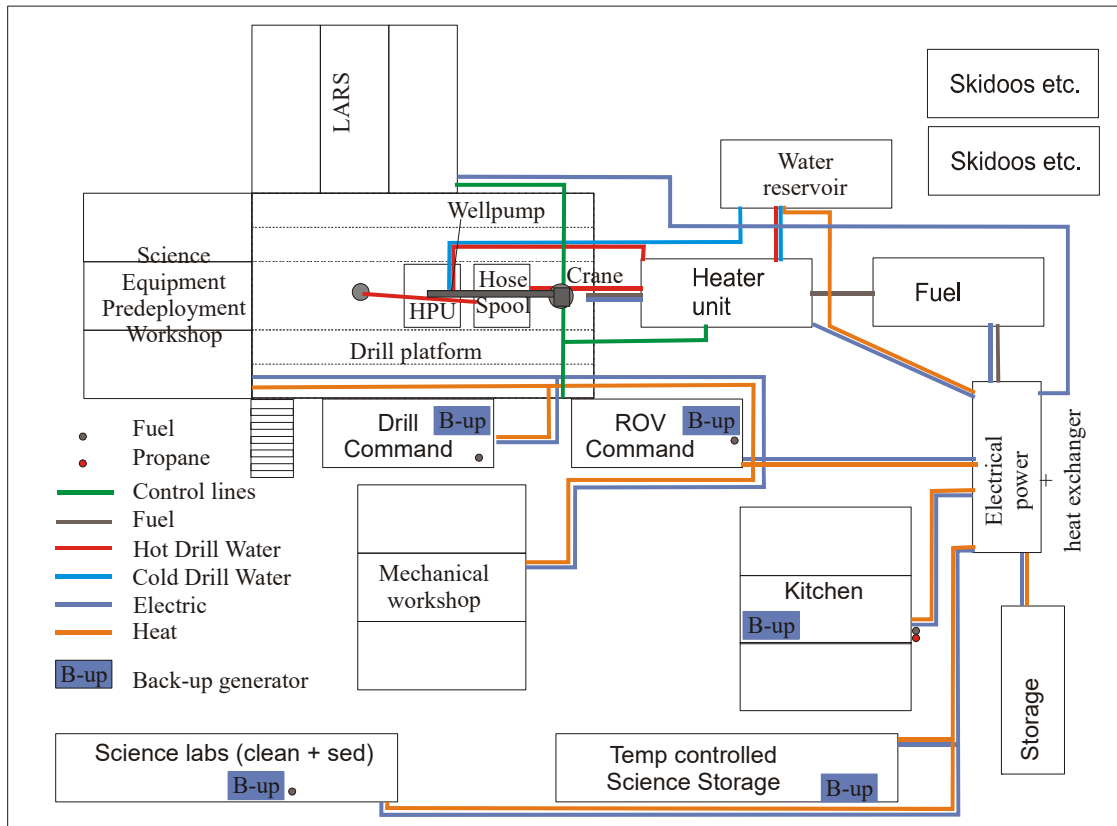 LARS
Skidoos etc.
Skidoos etc.
Water
reservoir
Wellpump
Science
Equipment
Predeployment
Workshop
Hose
Spool
HPU
Crane
Heater
unit
Fuel
Drill platform
Drill
Command
B-up
ROV
Command
B-up
Electrical
power
+
heat exchanger
Fuel
Propane
Control lines
Fuel
Hot Drill Water
Cold Drill Water
Electric
Heat
B-up
Back-up generator
Mechanical
workshop
Kitchen
B-up
Storage
Science labs (clean + sed)
B-up
Temp controlled
Science Storage
B-up